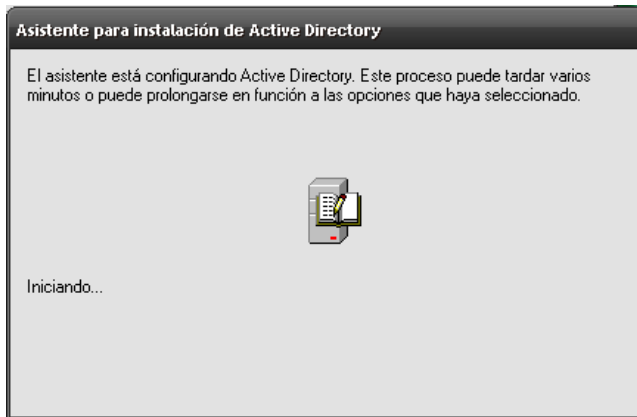 Asistente para instalación de Active Directory
El asistente está configurando Active Directory. Este proceso puede tardar varios
minutos o puede prolongarse en función a las opciones que haya seleccionado.
Iniciando...